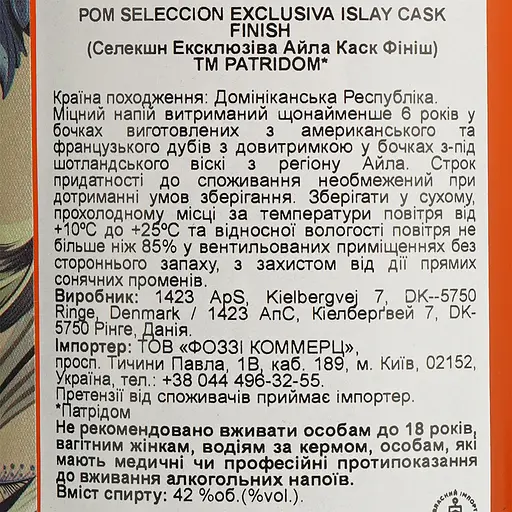 РОМ SELECCION EXCLUSIVA ISLAY CASK
FINISH
(Селекшн Ексклюзіва Айла Каск Фініш)
ТМ PATRIDOM*
Країна походження: Домініканська Республіка.
Міцний напій витриманий щонайменше 6 років у
бочках виготовлених з американського та
французького дубів з довитримкою у бочках з-під
шотландського віскі з регіону Айла. Строк
придатності до споживання необмежений при
дотриманні умов зберігання. Зберігати у сухому,
прохолодному місці за температури повітря від
+10ºС до +25ºС та відносної вологості повітря не
більше ніж 85% у вентильованих приміщеннях без
стороннього запаху, з захистом від дії прямих
сонячних променів.
Виробник: 1423 ApS, Kielbergvej 7, DK--5750
Ringe, Denmark / 1423 АпС, Кіелберґвей 7, DK-
5750 Рінге, Данія.
Імпортер: ТОВ «ФОЗЗІ КОММЕРЦ»,
просп. Тичини Павла, 1В, каб. 189, м. Київ, 02152,
Україна, тел.: +38 044 496-32-55.
Претензії від споживачів приймає імпортер.
*Патрідом
Не рекомендовано вживати особам до 18 років,
вагітним жінкам, водіям за кермом, особам, які
мають медичні чи професійні протипоказання
до вживання алкогольних напоїв.
Вміст спирту: 42 %об.(%vol.).
ВЛАСНИЙ ІМПОРТ